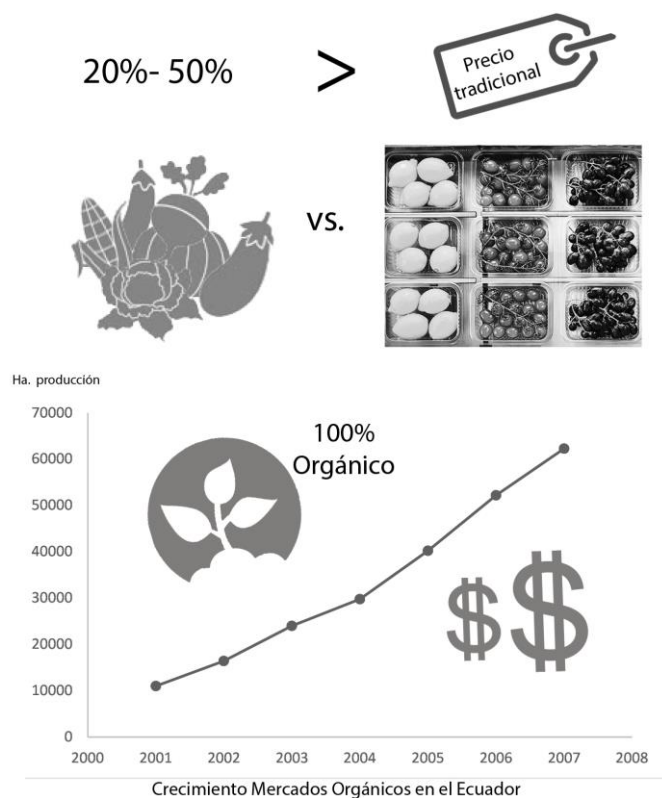 20%- 50%
>
Precio
tradicional
vs.
Ha. producción
70000
60000
50000
40000
30000
20000
10000
0
100%
Orgánico
$ $
2000 2001 2002 2003 2004 2005 2006 2007 2008
Crecimiento Mercados Orgánicos en el Ecuador